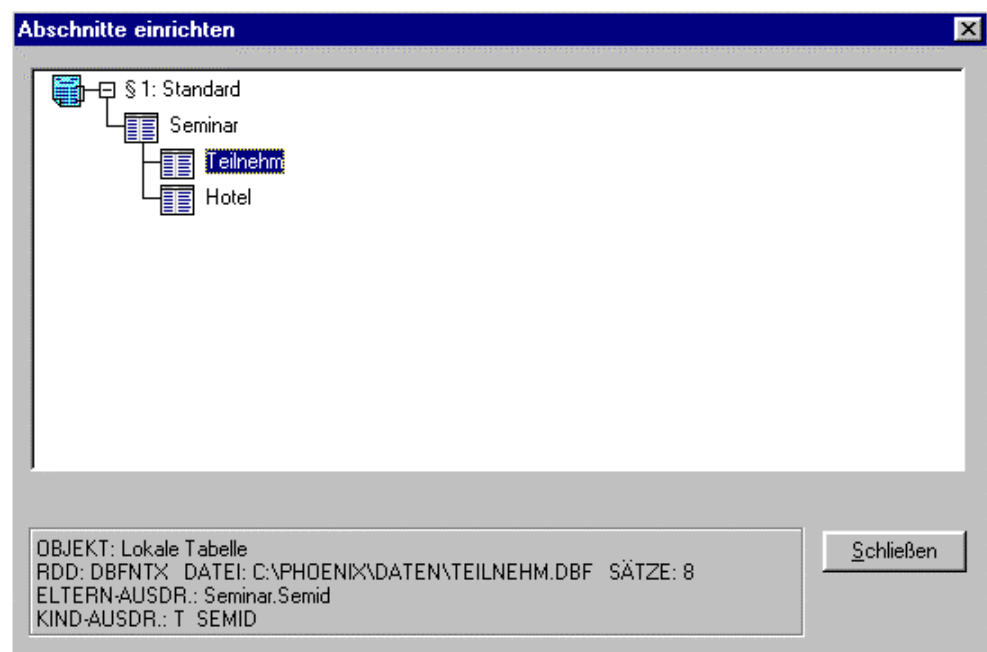 Abschnitte einrichten
§ 1: Standard
Seminar
Teilnehm
Hotel
OBJEKT: Lokale Tabelle
RDD: DBFNTX DATEI: C:\PHOENIX\DATEN\TEILNEHM.DBF SÄTZE: 8
ELTERN-AUSDR.: Seminar.Semid
KIND-AUSDR.: T SEMID
Schließen